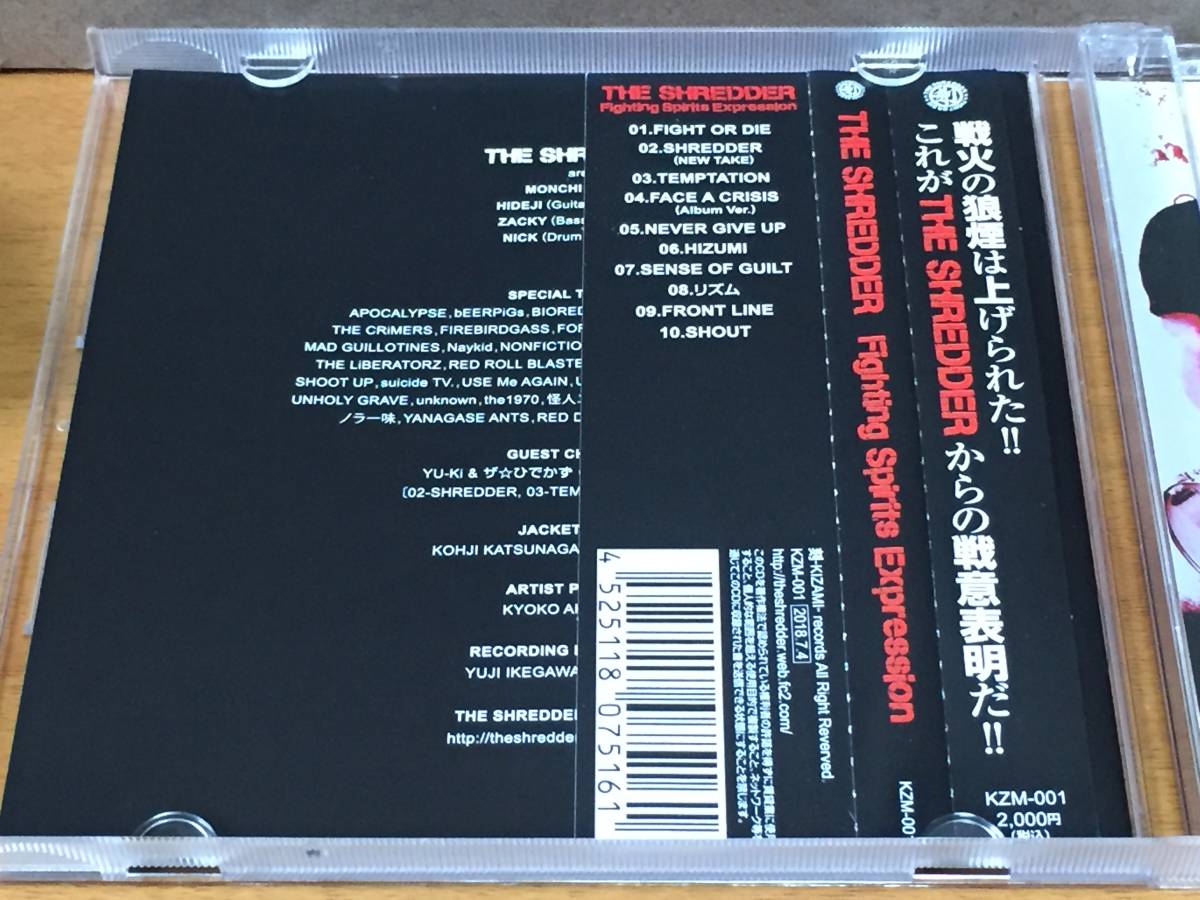 THE SHR
are
MONCHI
HIDEJI (Guita
ZACKY (Bas
NICK (Drum
SPECIAL T
APOCALYPSE, bEERPiGs, BIORED
THE CRiMERS, FIREBIRDGASS, FOR
MAD GUILLOTINES, Naykid, NONFICTIO
THE LiBERATORZ, RED ROLL BLASTE
SHOOT UP, suicide TV., USE Me AGAIN, U
UNHOLY GRAVE, unknown, the1970, 怪人
ノラ一味, YANAGASE ANTS, RED D
GUEST CH
YU-Ki & ザ☆ひでかず
(02-SHREDDER, 03-TEM
JACKET
KOHJI KATSUNAGA
ARTIST P
KYOKO A
RECORDING
YUJI IKEGAWA
THE SHREDDER
http://theshredder
THE SHREDDER
Fighting Spirits Expression
01.FIGHT OR DIE
02.SHREDDER
(NEW TAKE)
03.TEMPTATION
04.FACE A CRISIS
(Album Ver.)
05.NEVER GIVE UP
06.HIZUMI
07.SENSE OF GUILT
08.リズム
09.FRONT LINE
10.SHOUT
4 525118 075161
-KIZAMI- records All Right Reverved.
KZM-001 2018.7.4
http://theshredder.web.fc2.com/
THE SHREDDER Fighting Spirits Expression
KZM-001
戦火の狼煙は上げられた!!
これがTHE SHREDDERからの戦意表明だ!!
KZM-001
2,000円
(税込)